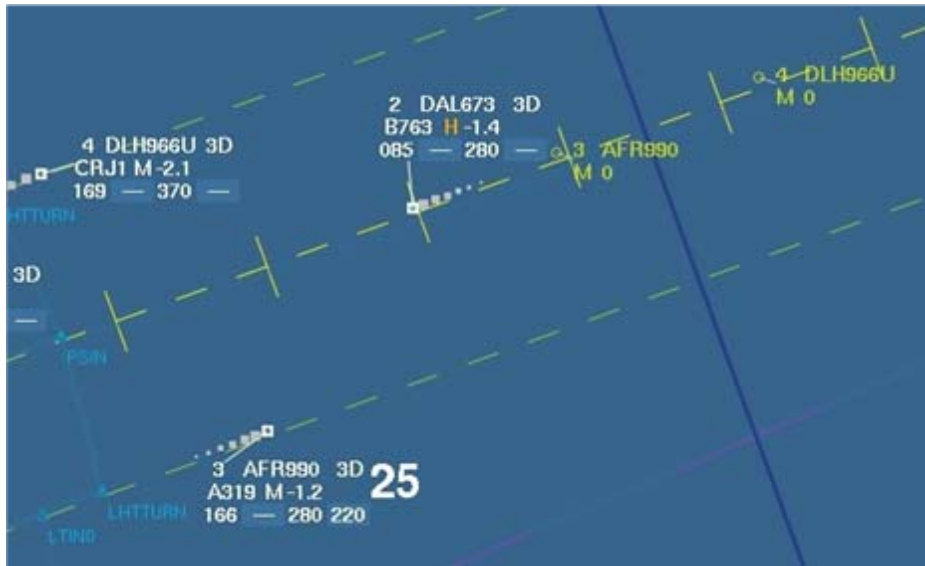 4 DLH966U
M 0
2 DAL673 3D
B763 H -1.4
085 — 280 —
3 AFR990
M 0
4 DLH966U 3D
CRJ1 M -2.1
169 — 370 —
HTTURN
3D
—
PSIN
3 AFR990 3D
A319 M -1.2
166 — 280 220
25
LHTTURN
LTIN0